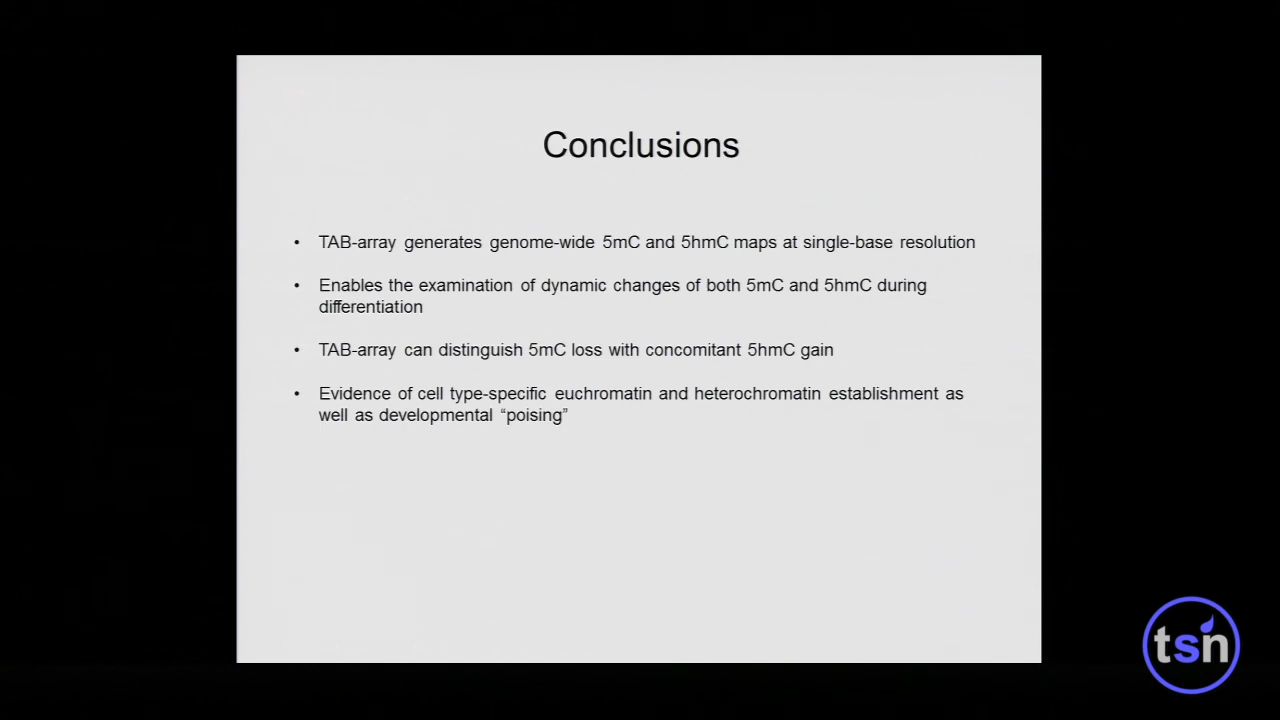 Conclusions
• TAB-array generates genome-wide 5mC and 5hmC maps at single-base resolution
• Enables the examination of dynamic changes of both 5mC and 5hmC during
differentiation
• TAB-array can distinguish 5mC loss with concomitant 5hmC gain
• Evidence of cell type-specific euchromatin and heterochromatin establishment as
well as developmental “poising”
tsn